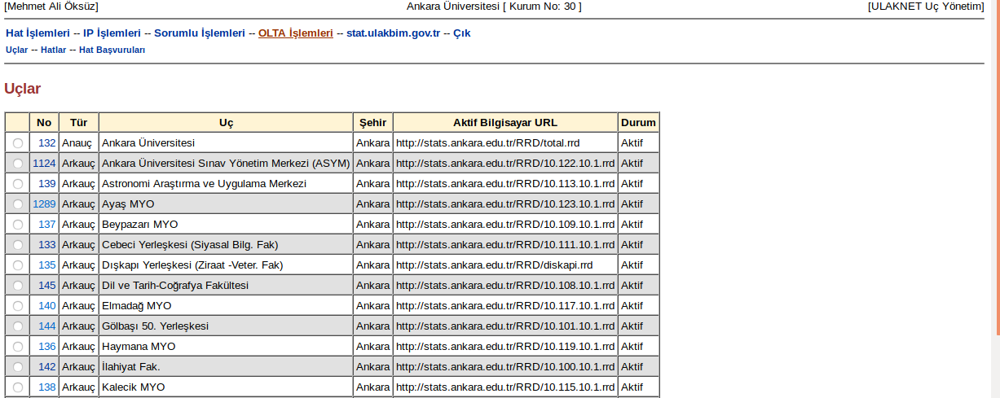 [Mehmet Ali Öksüz] Ankara Üniversitesi [ Kurum No: 30 ] [ULAKNET Uç Yönetim]
Hat İşlemleri -- IP İşlemleri -- Sorumlu İşlemleri -- OLTA İşlemleri -- stat.ulakbim.gov.tr -- Çık
Uçlar -- Hatlar -- Hat Başvuruları
Uçlar
No Tür Uç Şehir Aktif Bilgisayar URL Durum
132 Anauç Ankara Üniversitesi Ankara http://stats.ankara.edu.tr/RRD/total.rrd Aktif
1124 Arkauç Ankara Üniversitesi Sınav Yönetim Merkezi (ASYM) Ankara http://stats.ankara.edu.tr/RRD/10.122.10.1.rrd Aktif
139 Arkauç Astronomi Araştırma ve Uygulama Merkezi Ankara http://stats.ankara.edu.tr/RRD/10.113.10.1.rrd Aktif
1289 Arkauç Ayaş MYO Ankara http://stats.ankara.edu.tr/RRD/10.123.10.1.rrd Aktif
137 Arkauç Beypazarı MYO Ankara http://stats.ankara.edu.tr/RRD/10.109.10.1.rrd Aktif
133 Arkauç Cebeci Yerleşkesi (Siyasal Bilg. Fak) Ankara http://stats.ankara.edu.tr/RRD/10.111.10.1.rrd Aktif
135 Arkauç Dışkapı Yerleşkesi (Ziraat -Veter. Fak) Ankara http://stats.ankara.edu.tr/RRD/diskapi.rrd Aktif
145 Arkauç Dil ve Tarih-Coğrafya Fakültesi Ankara http://stats.ankara.edu.tr/RRD/10.108.10.1.rrd Aktif
140 Arkauç Elmadağ MYO Ankara http://stats.ankara.edu.tr/RRD/10.117.10.1.rrd Aktif
144 Arkauç Gölbaşı 50. Yerleşkesi Ankara http://stats.ankara.edu.tr/RRD/10.101.10.1.rrd Aktif
136 Arkauç Haymana MYO Ankara http://stats.ankara.edu.tr/RRD/10.119.10.1.rrd Aktif
142 Arkauç İlahiyat Fak. Ankara http://stats.ankara.edu.tr/RRD/10.100.10.1.rrd Aktif
138 Arkauç Kalecik MYO Ankara http://stats.ankara.edu.tr/RRD/10.115.10.1.rrd Aktif